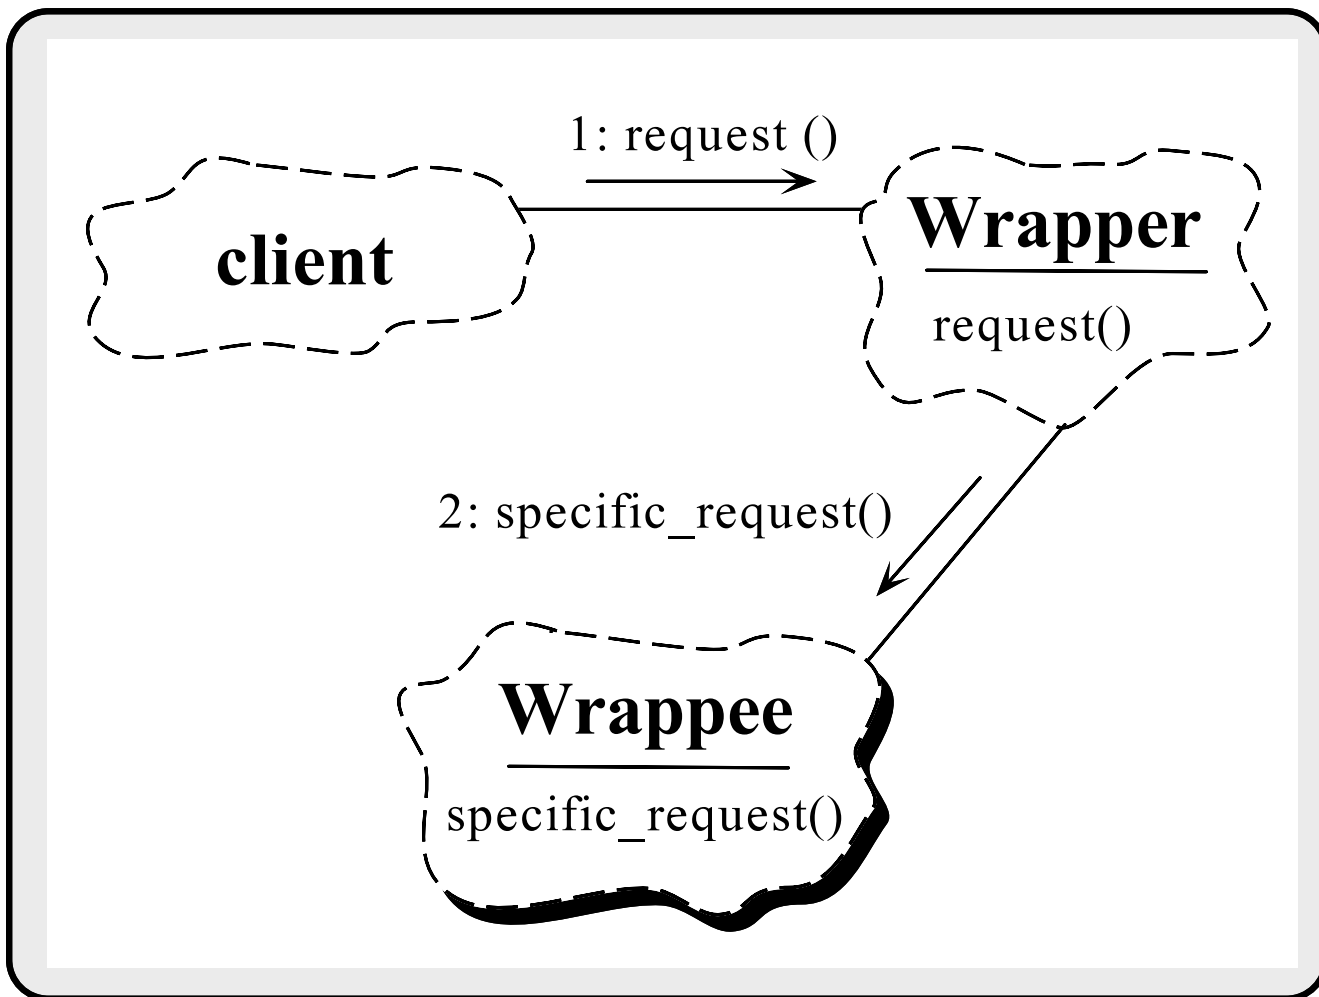 1: request ()
client
Wrapper
request()
2: specific_request()
Wrappee
specific_request()